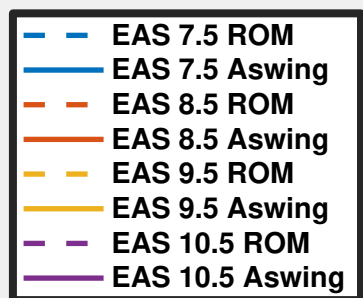 EAS 7.5 ROM
EAS 7.5 Aswing
EAS 8.5 ROM
EAS 8.5 Aswing
EAS 9.5 ROM
EAS 9.5 Aswing
EAS 10.5 ROM
EAS 10.5 Aswing